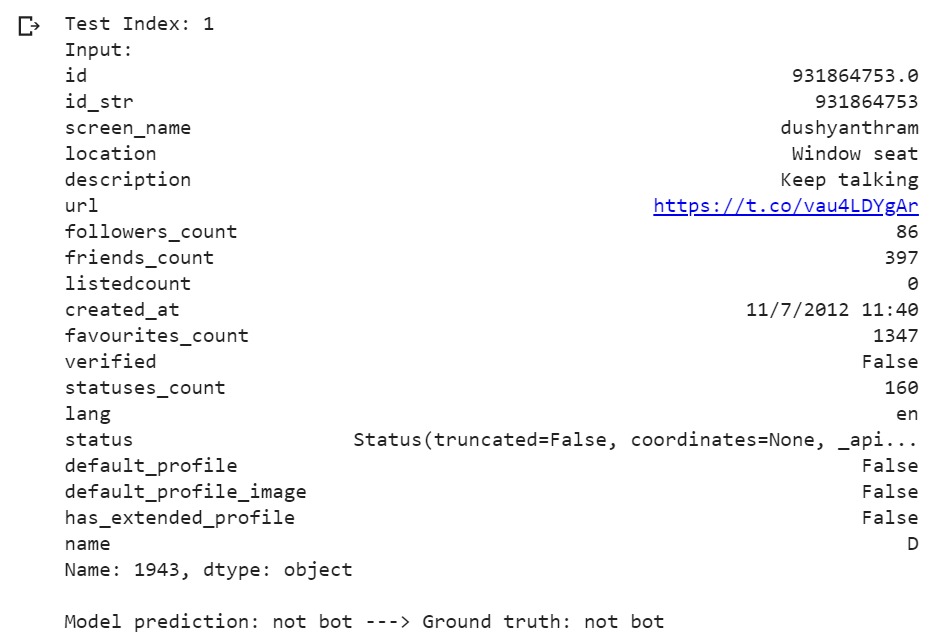 Test Index: 1
Input:
id 931864753.0
id_str 931864753
screen_name dushyanthram
location Window seat
description Keep talking
url https://t.co/vau4LDYgAr
followers_count 86
friends_count 397
listedcount 0
created_at 11/7/2012 11:40
favourites_count 1347
verified False
statuses_count 160
lang en
status Status(truncated=False, coordinates=None, _api...
default_profile False
default_profile_image False
has_extended_profile False
name D
Name: 1943, dtype: object
Model prediction: not bot ---> Ground truth: not bot